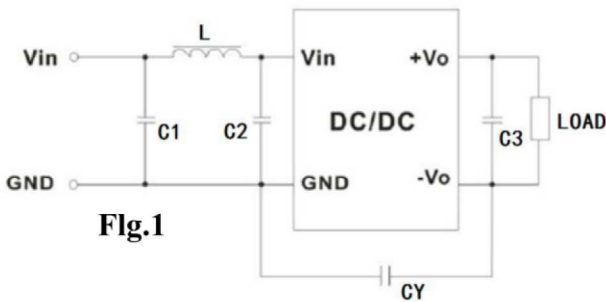 L
Vin
Vin
+Vo
C1
C2
DC/DC
C3
LOAD
GND
GND
-Vo
Flg.1
CY